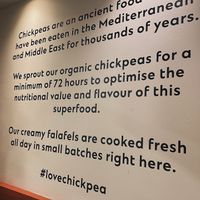 Chickpeas are an ancient food
have been eaten in the Mediterranean
and Middle East for thousands of years.
We sprout our organic chickpeas for a
minimum of 72 hours to optimise the
nutritional value and flavour of this
superfood.
Our creamy falafels are cooked fresh
all day in small batches right here.
#lovechickpea